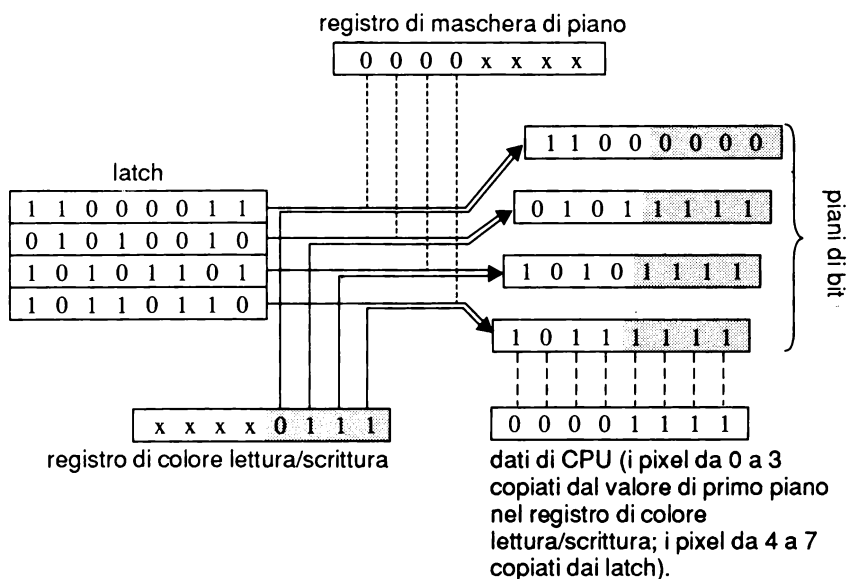 registro di maschera di piano
0 0 0 0 x x x x
1 1 0 0 0 0 0 0
latch
1 1 0 0 0 0 1 1
0 1 0 1 1 1 1 1
0 1 0 1 0 0 1 0
1 0 1 0 1 1 0 1
1 0 1 0 1 1 1 1
1 0 1 1 0 1 1 0
1 0 1 1 1 1 1 1
piani di bit
x x x x 0 1 1 1
0 0 0 0 1 1 1 1
registro di colore lettura/scrittura
dati di CPU (i pixel da 0 a 3
copiati dal valore di primo piano
nel registro di colore
lettura/scrittura; i pixel da 4 a 7
copiati dai latch).